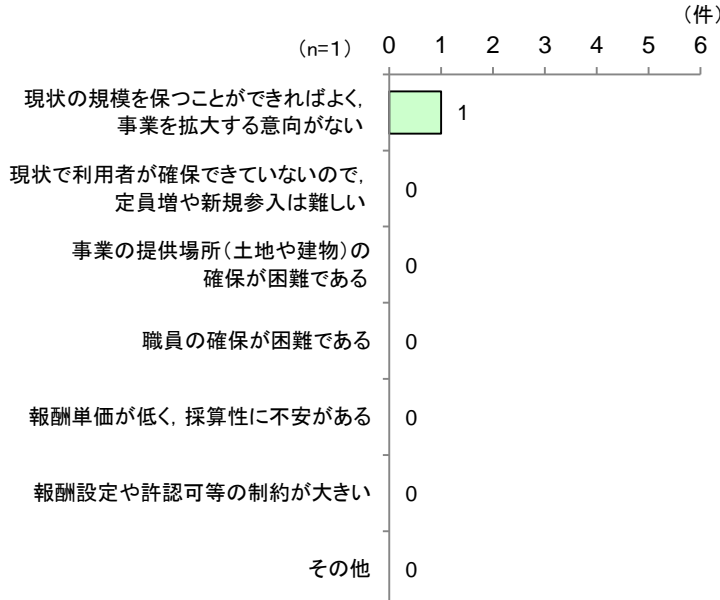 （件）
（n=1） 0 1 2 3 4 5 6
現状の規模を保つことができればよく，
事業を拡大する意向がない 1
現状で利用者が確保できていないので，
定員増や新規参入は難しい 0
事業の提供場所（土地や建物）の
確保が困難である 0
職員の確保が困難である 0
報酬単価が低く，採算性に不安がある 0
報酬設定や許認可等の制約が大きい 0
その他 0